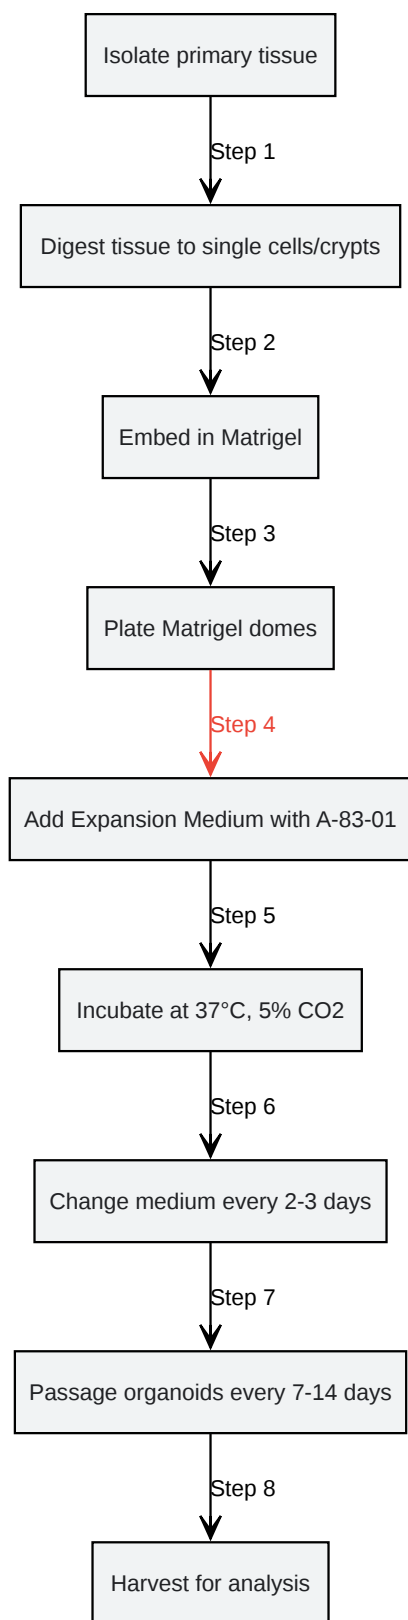 Isolate primary tissue
Step 1
Digest tissue to single cells/crypts
Step 2
Embed in Matrigel
Step 3
Plate Matrigel domes
Step 4
Add Expansion Medium with A-83-01
Step 5
Incubate at 37°C, 5% CO2
Step 6
Change medium every 2-3 days
Step 7
Passage organoids every 7-14 days
Step 8
Harvest for analysis